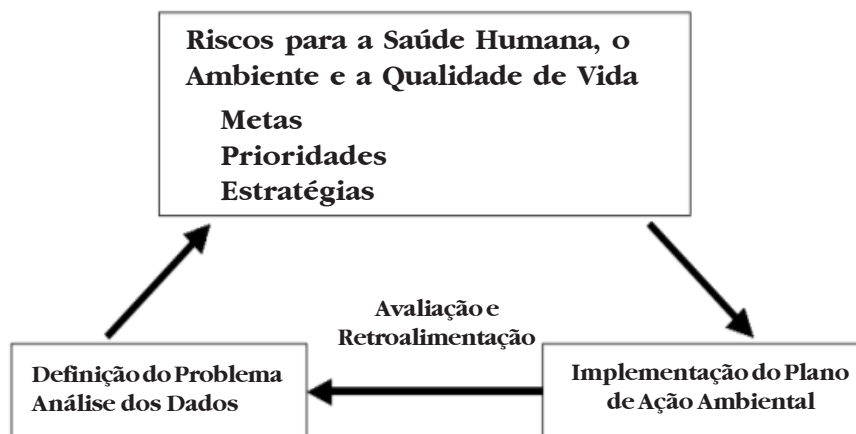 Riscos para a Saúde Humana, o
Ambiente e a Qualidade de Vida
Metas
Prioridades
Estratégias
Avaliação e
Retroalimentação
Definição do Problema
Análise dos Dados
Implementação do Plano
de Ação Ambiental